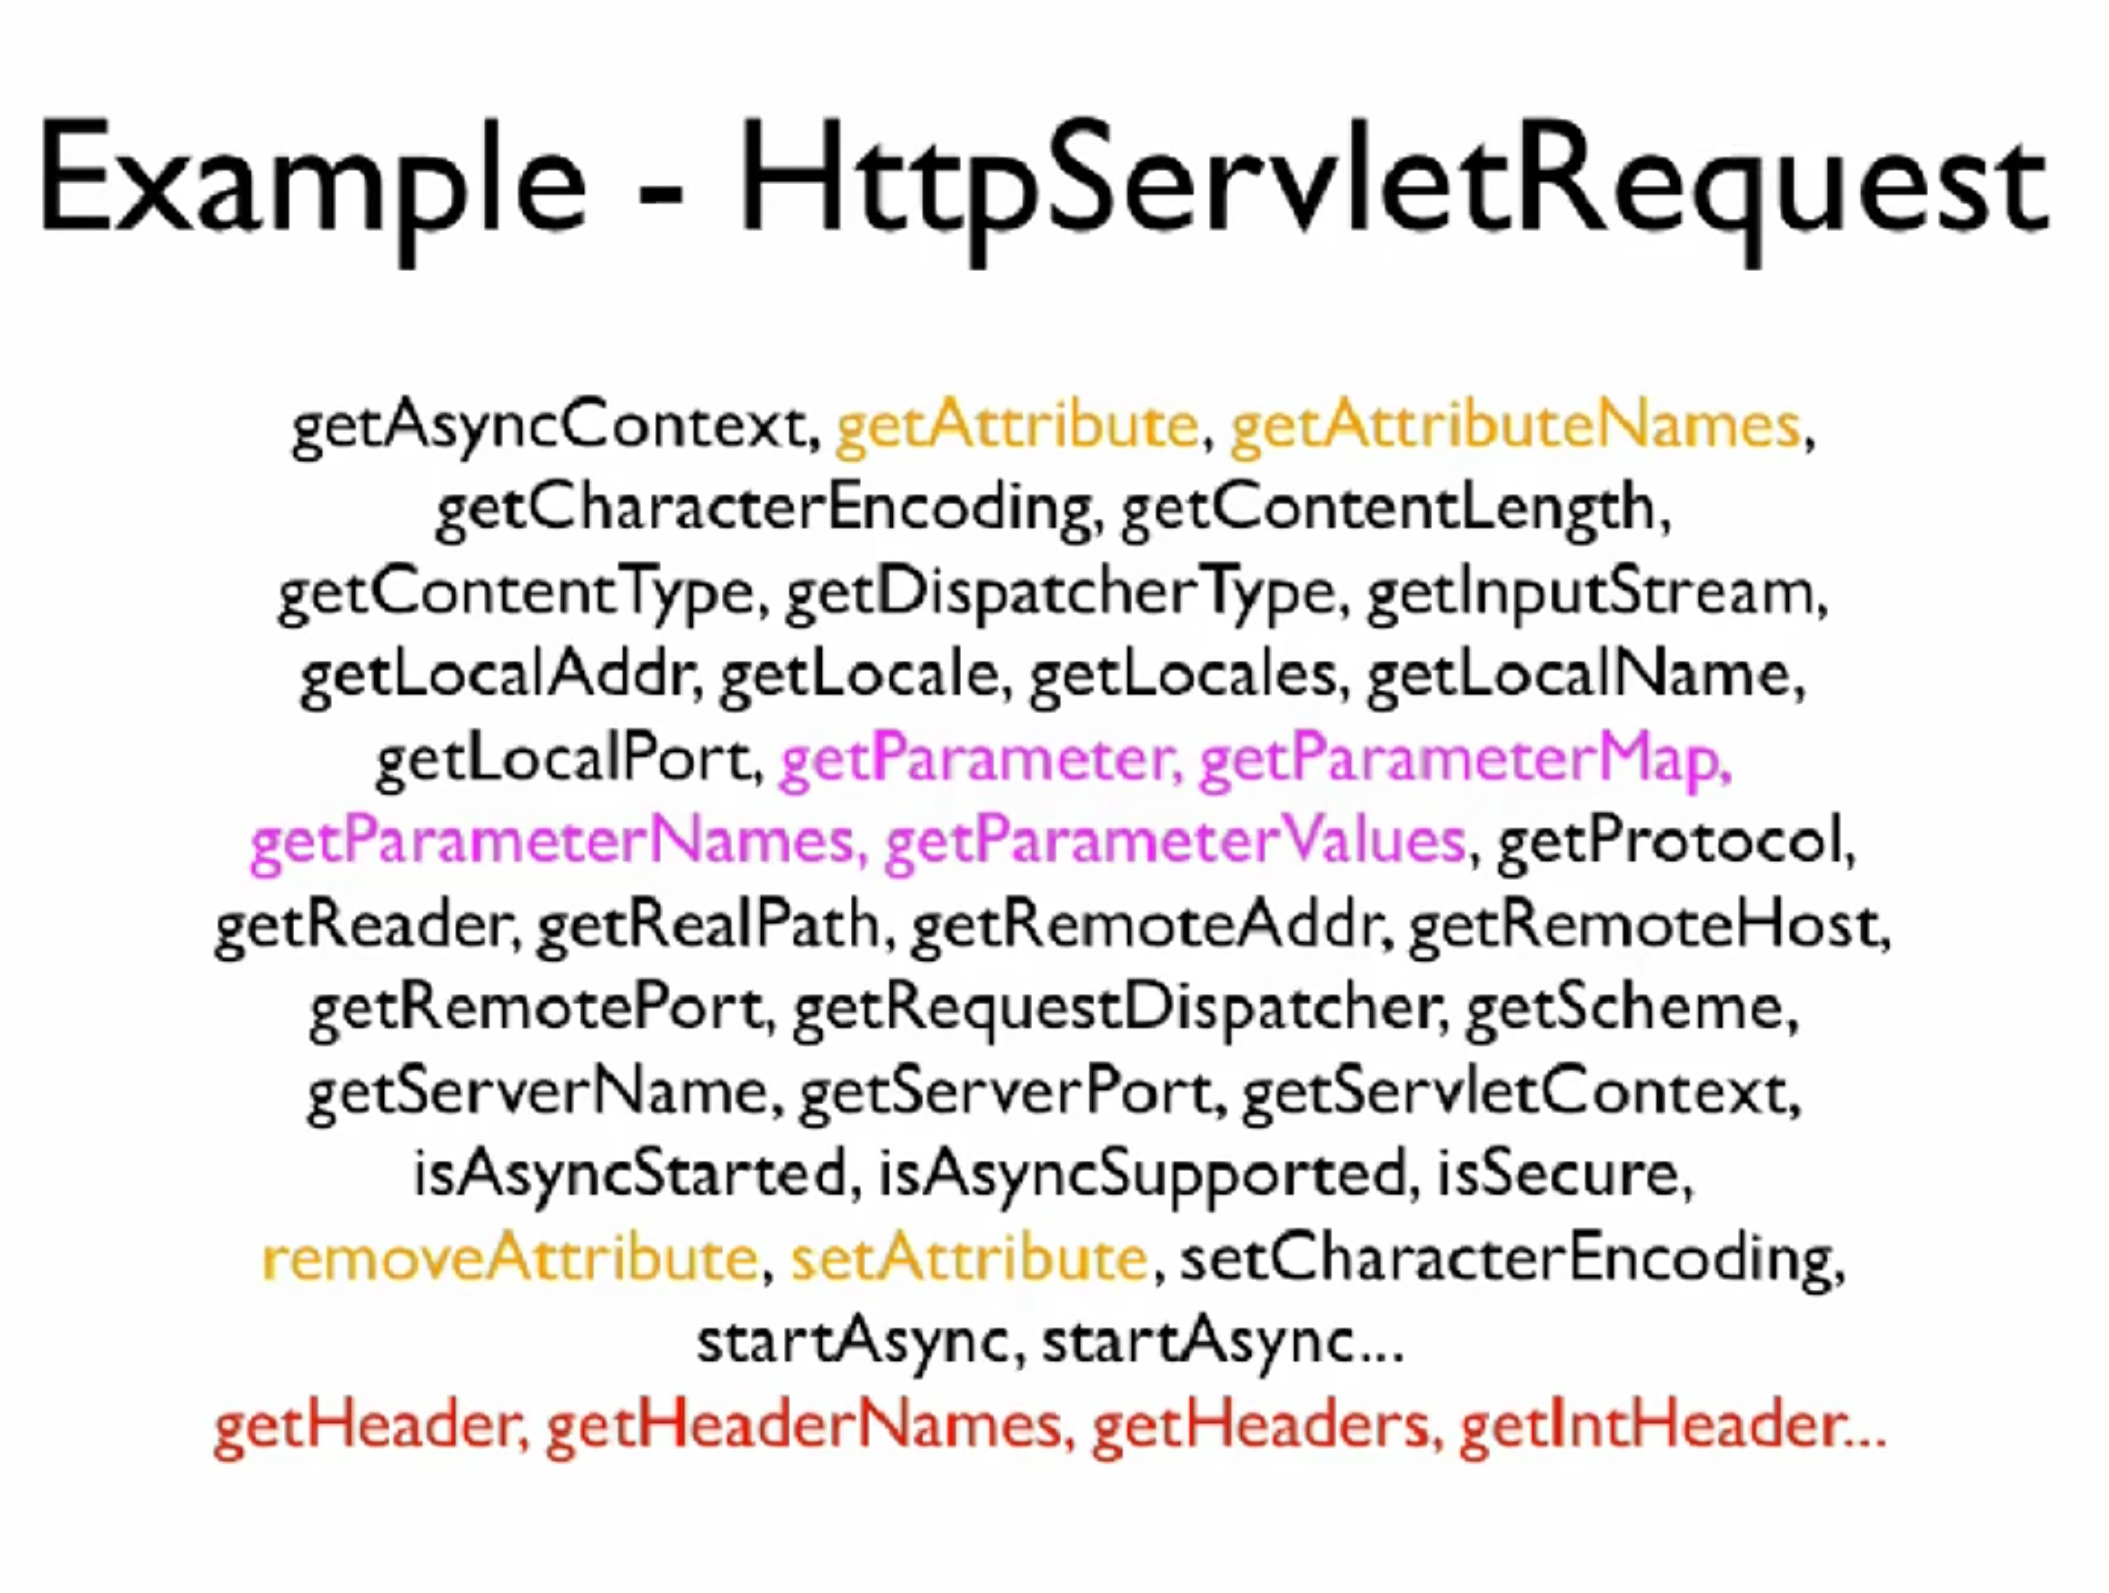 Example - HttpServletRequest
getAsyncContext, getAttribute, getAttributeNames,
getCharacterEncoding, getContentLength,
getContentType, getDispatcherType, getInputStream,
getLocalAddr, getLocale, getLocales, getLocalName,
getLocalPort, getParameter, getParameterMap,
getParameterNames, getParameterValues, getProtocol,
getReader, getRealPath, getRemoteAddr, getRemoteHost,
getRemotePort, getRequestDispatcher, getScheme,
getServerName, getServerPort, getServletContext,
isAsyncStarted, isAsyncSupported, isSecure,
removeAttribute, setAttribute, setCharacterEncoding,
startAsync, startAsync...
getHeader, getHeaderNames, getHeaders, getIntHeader...